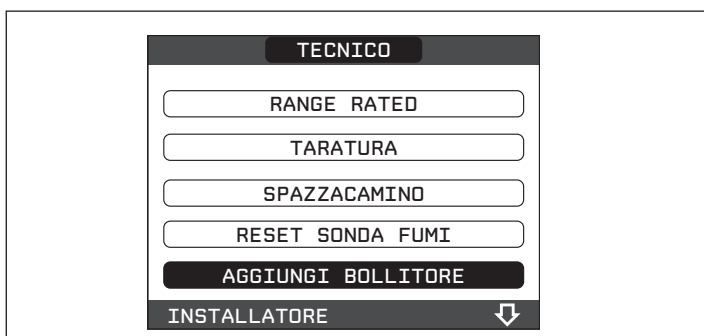 TECNICO
RANGE RATED
TARATURA
SPAZZACAMINO
RESET SONDA FUMI
AGGIUNGI BOLLITORE
INSTALLATORE